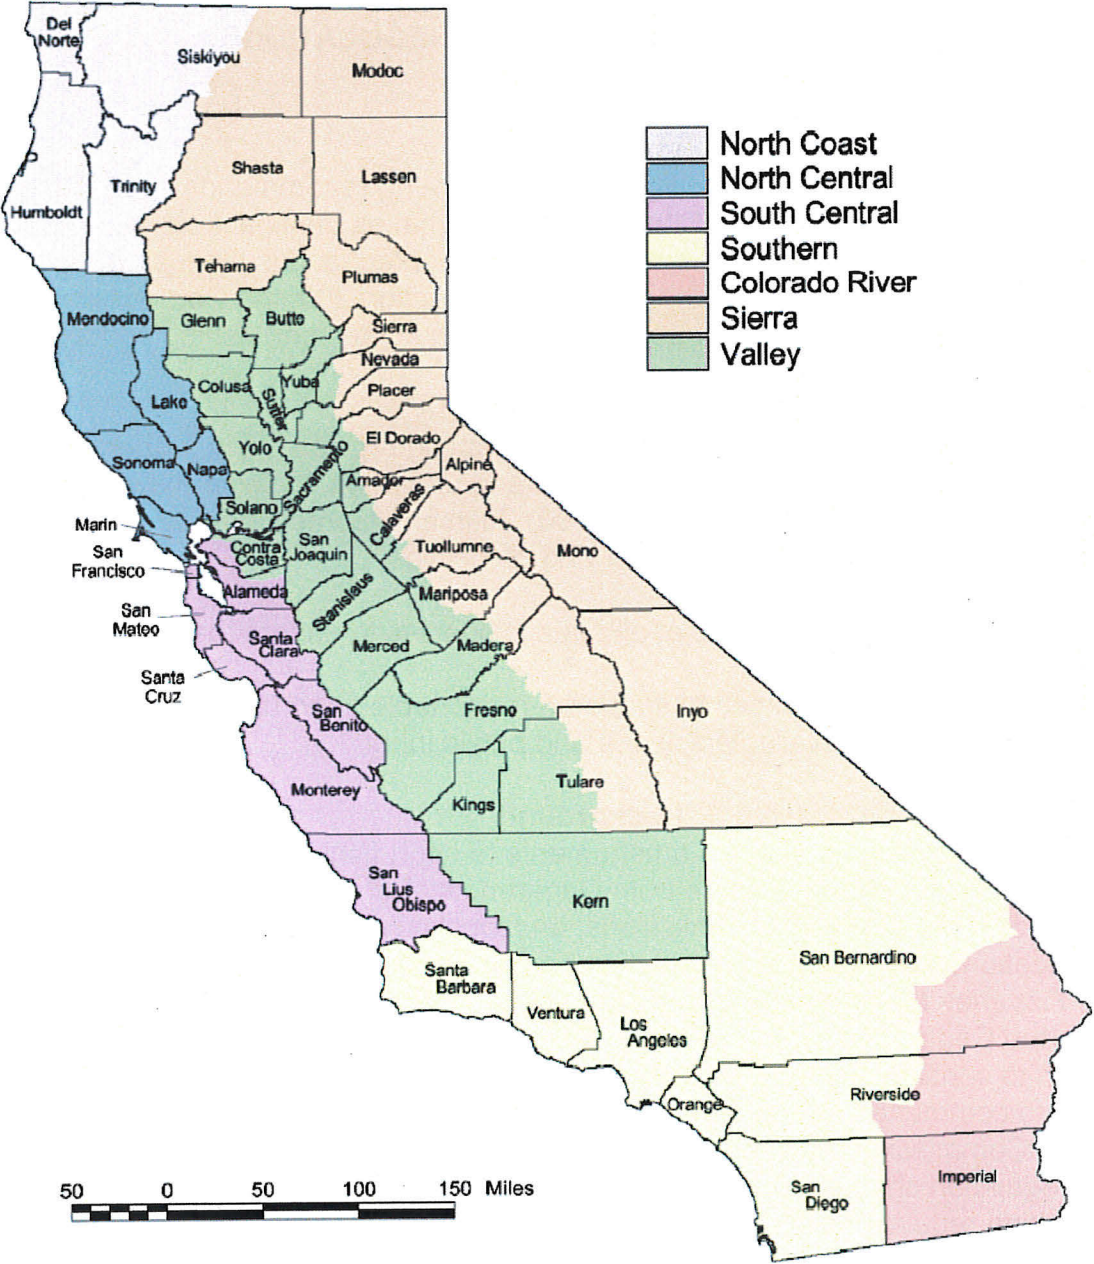 Del
Norte
Siskiyou
Modoc
Shasta
Lassen
Trinity
Humboldt
Tehama
Plumas
Mendocino
Glenn
Butte
Sierra
Nevada
Colusa
Sutter
Yuba
Placer
Lake
El Dorado
Yolo
Sonoma
Napa
Sacramento
Alpine
Amador
Solano
Calaveras
Marin
San
Francisco
Contra
Costa
San
Joaquin
Tuollumne
Mono
Alameda
Stanislaus
Mariposa
San
Mateo
Santa
Clara
Merced
Madera
Santa
Cruz
San
Benito
Fresno
Inyo
Monterey
Kings
Tulare
San
Lius
Obispo
Kern
San Bernardino
Santa
Barbara
Ventura
Los
Angeles
Orange
Riverside
San
Diego
Imperial
North Coast
North Central
South Central
Southern
Colorado River
Sierra
Valley
50 0 50 100 150 Miles